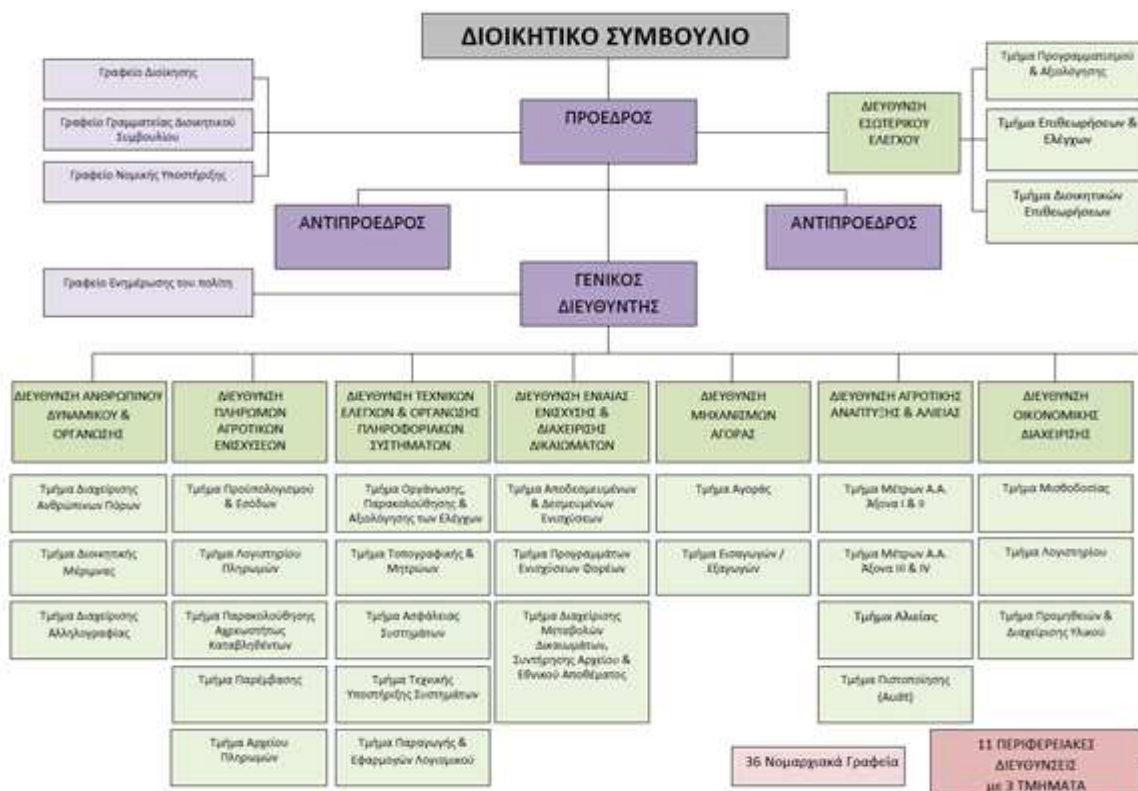 ΔΙΟΙΚΗΤΙΚΟ ΣΥΜΒΟΥΛΙΟ
Γραφείο Διοίκησης
Γραφείο Γραμματείας Διοικητικού
Συμβουλίου
Γραφείο Νομικής Υποστήριξης
ΠΡΟΕΔΡΟΣ
ΔΙΕΥΘΥΝΣΗ
ΕΣΩΤΕΡΙΚΟΥ
ΕΛΕΓΧΟΥ
Τμήμα Προγραμματισμού
& Αξιολόγησης
Τμήμα Επιθεωρήσεων &
Ελέγχων
Τμήμα Διοικητικών
Επιθεωρήσεων
ΑΝΤΙΠΡΟΕΔΡΟΣ
ΑΝΤΙΠΡΟΕΔΡΟΣ
Γραφείο Ενημέρωσης του πολίτη
ΓΕΝΙΚΟΣ
ΔΙΕΥΘΥΝΤΗΣ
ΔΙΕΥΘΥΝΣΗ ΑΝΘΡΩΠΙΝΟΥ
ΔΥΝΑΜΙΚΟΥ &
ΟΡΓΑΝΩΣΗΣ
Τμήμα Διαχείρισης
Ανθρώπινων Πόρων
Τμήμα Διοικητικής
Μέριμνας
Τμήμα Διαχείρισης
Αλληλογραφίας
ΔΙΕΥΘΥΝΣΗ
ΠΛΗΡΩΜΩΝ
ΑΓΡΟΤΙΚΩΝ
ΕΝΙΣΧΥΣΕΩΝ
Τμήμα Προϋπολογισμού
& Εσόδων
Τμήμα Λογιστηρίου
Πληρωμών
Τμήμα Παρακολούθησης
Αχρεωστήτως
Καταβληθέντων
Τμήμα Παρέμβασης
Τμήμα Αρχείου
Πληρωμών
ΔΙΕΥΘΥΝΣΗ ΤΕΧΝΙΚΩΝ
ΕΛΕΓΧΩΝ & ΟΡΓΑΝΩΣΗΣ
ΠΛΗΡΟΦΟΡΙΑΚΩΝ
ΣΥΣΤΗΜΑΤΩΝ
Τμήμα Οργάνωσης,
Παρακολούθησης &
Αξιολόγησης των Ελέγχων
Τμήμα Τοπογραφικής &
Μητρώων
Τμήμα Ασφάλειας
Συστημάτων
Τμήμα Τεχνικής
Υποστήριξης Συστημάτων
Τμήμα Παραγωγής &
Εφαρμογών Λογισμικού
ΔΙΕΥΘΥΝΣΗ ΕΝΙΑΙΑΣ
ΕΝΙΣΧΥΣΗΣ &
ΔΙΑΧΕΙΡΙΣΗΣ
ΔΙΚΑΙΩΜΑΤΩΝ
Τμήμα Αποδεσμευμένων
& Δεσμευμένων
Ενισχύσεων
Τμήμα Προγραμμάτων
Ενισχύσεων Φορέων
Τμήμα Διαχείρισης
Μεταβολών
Δικαιωμάτων,
Συντήρησης Αρχείου &
Εθνικού Αποθέματος
ΔΙΕΥΘΥΝΣΗ
ΜΗΧΑΝΙΣΜΩΝ
ΑΓΟΡΑΣ
Τμήμα Αγοράς
Τμήμα Εισαγωγών /
Εξαγωγών
ΔΙΕΥΘΥΝΣΗ ΑΓΡΟΤΙΚΗΣ
ΑΝΑΠΤΥΞΗΣ & ΑΛΙΕΙΑΣ
Τμήμα Μέτρων Α.Α.
Άξονα I & II
Τμήμα Μέτρων Α.Α.
Άξονα III & IV
Τμήμα Αλιείας
Τμήμα Πιστοποίησης
(Audit)
ΔΙΕΥΘΥΝΣΗ
ΟΙΚΟΝΟΜΙΚΗΣ
ΔΙΑΧΕΙΡΙΣΗΣ
Τμήμα Μισθοδοσίας
Τμήμα Λογιστηρίου
Τμήμα Προμηθειών &
Διαχείρισης Υλικού
36 Νομαρχιακά Γραφεία
11 ΠΕΡΙΦΕΡΕΙΑΚΕΣ
ΔΙΕΥΘΥΝΣΕΙΣ
με 3 ΤΜΗΜΑΤΑ